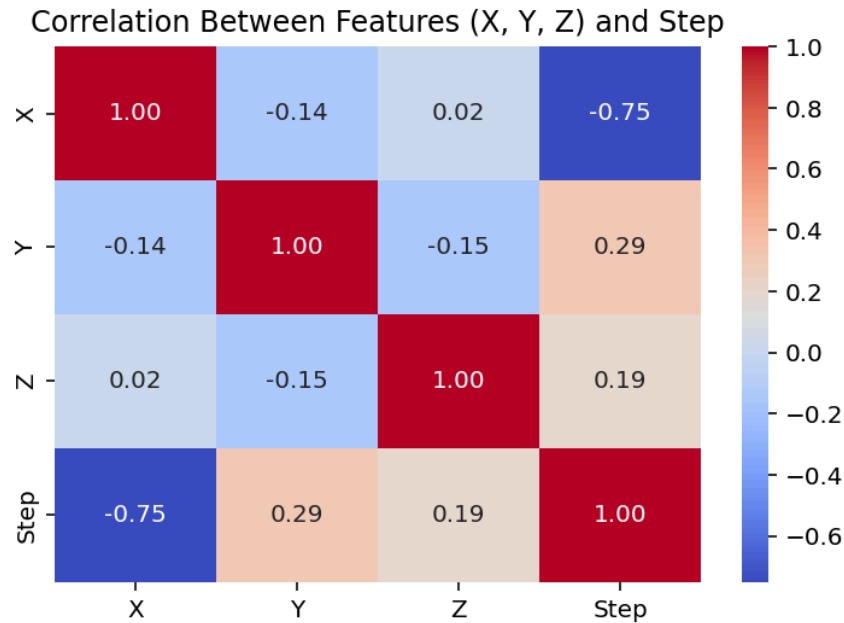 Correlation Between Features (X, Y, Z) and Step
X 1.00 -0.14 0.02 -0.75
Y -0.14 1.00 -0.15 0.29
Z 0.02 -0.15 1.00 0.19
Step -0.75 0.29 0.19 1.00
X Y Z Step
1.0
0.8
0.6
0.4
0.2
0.0
−0.2
−0.4
−0.6